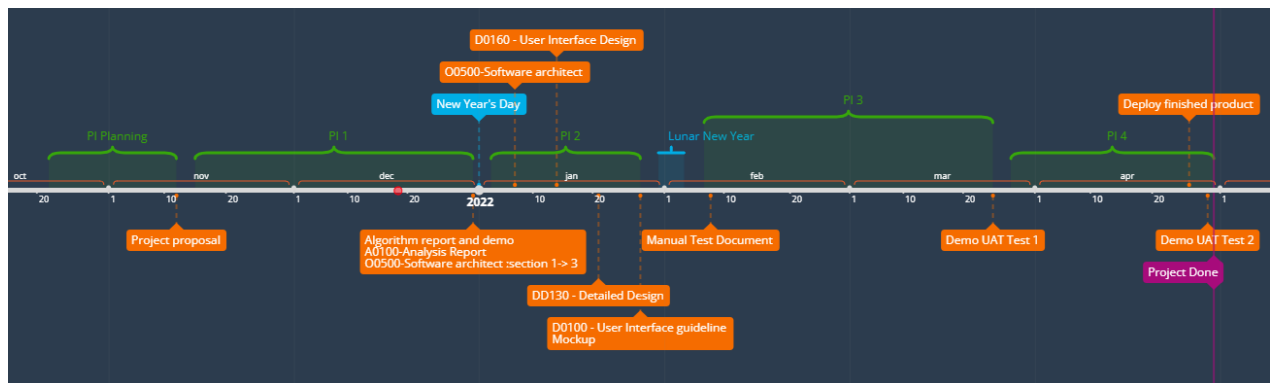 D0160 - User Interface Design
O0500-Software architect
New Year's Day
Deploy finished product
PI 3
PI Planning
PI 1
PI 2
Lunar New Year
PI 4
oct
nov
dec
jan
feb
mar
apr
20
1
10
20
1
10
20
2022
10
20
1
10
20
1
10
20
1
10
20
1
Project proposal
Algorithm report and demo
A0100-Analysis Report
O0500-Software architect :section 1-> 3
Manual Test Document
Demo UAT Test 1
Demo UAT Test 2
Project Done
DD130 - Detailed Design
D0100 - User Interface guideline
Mockup